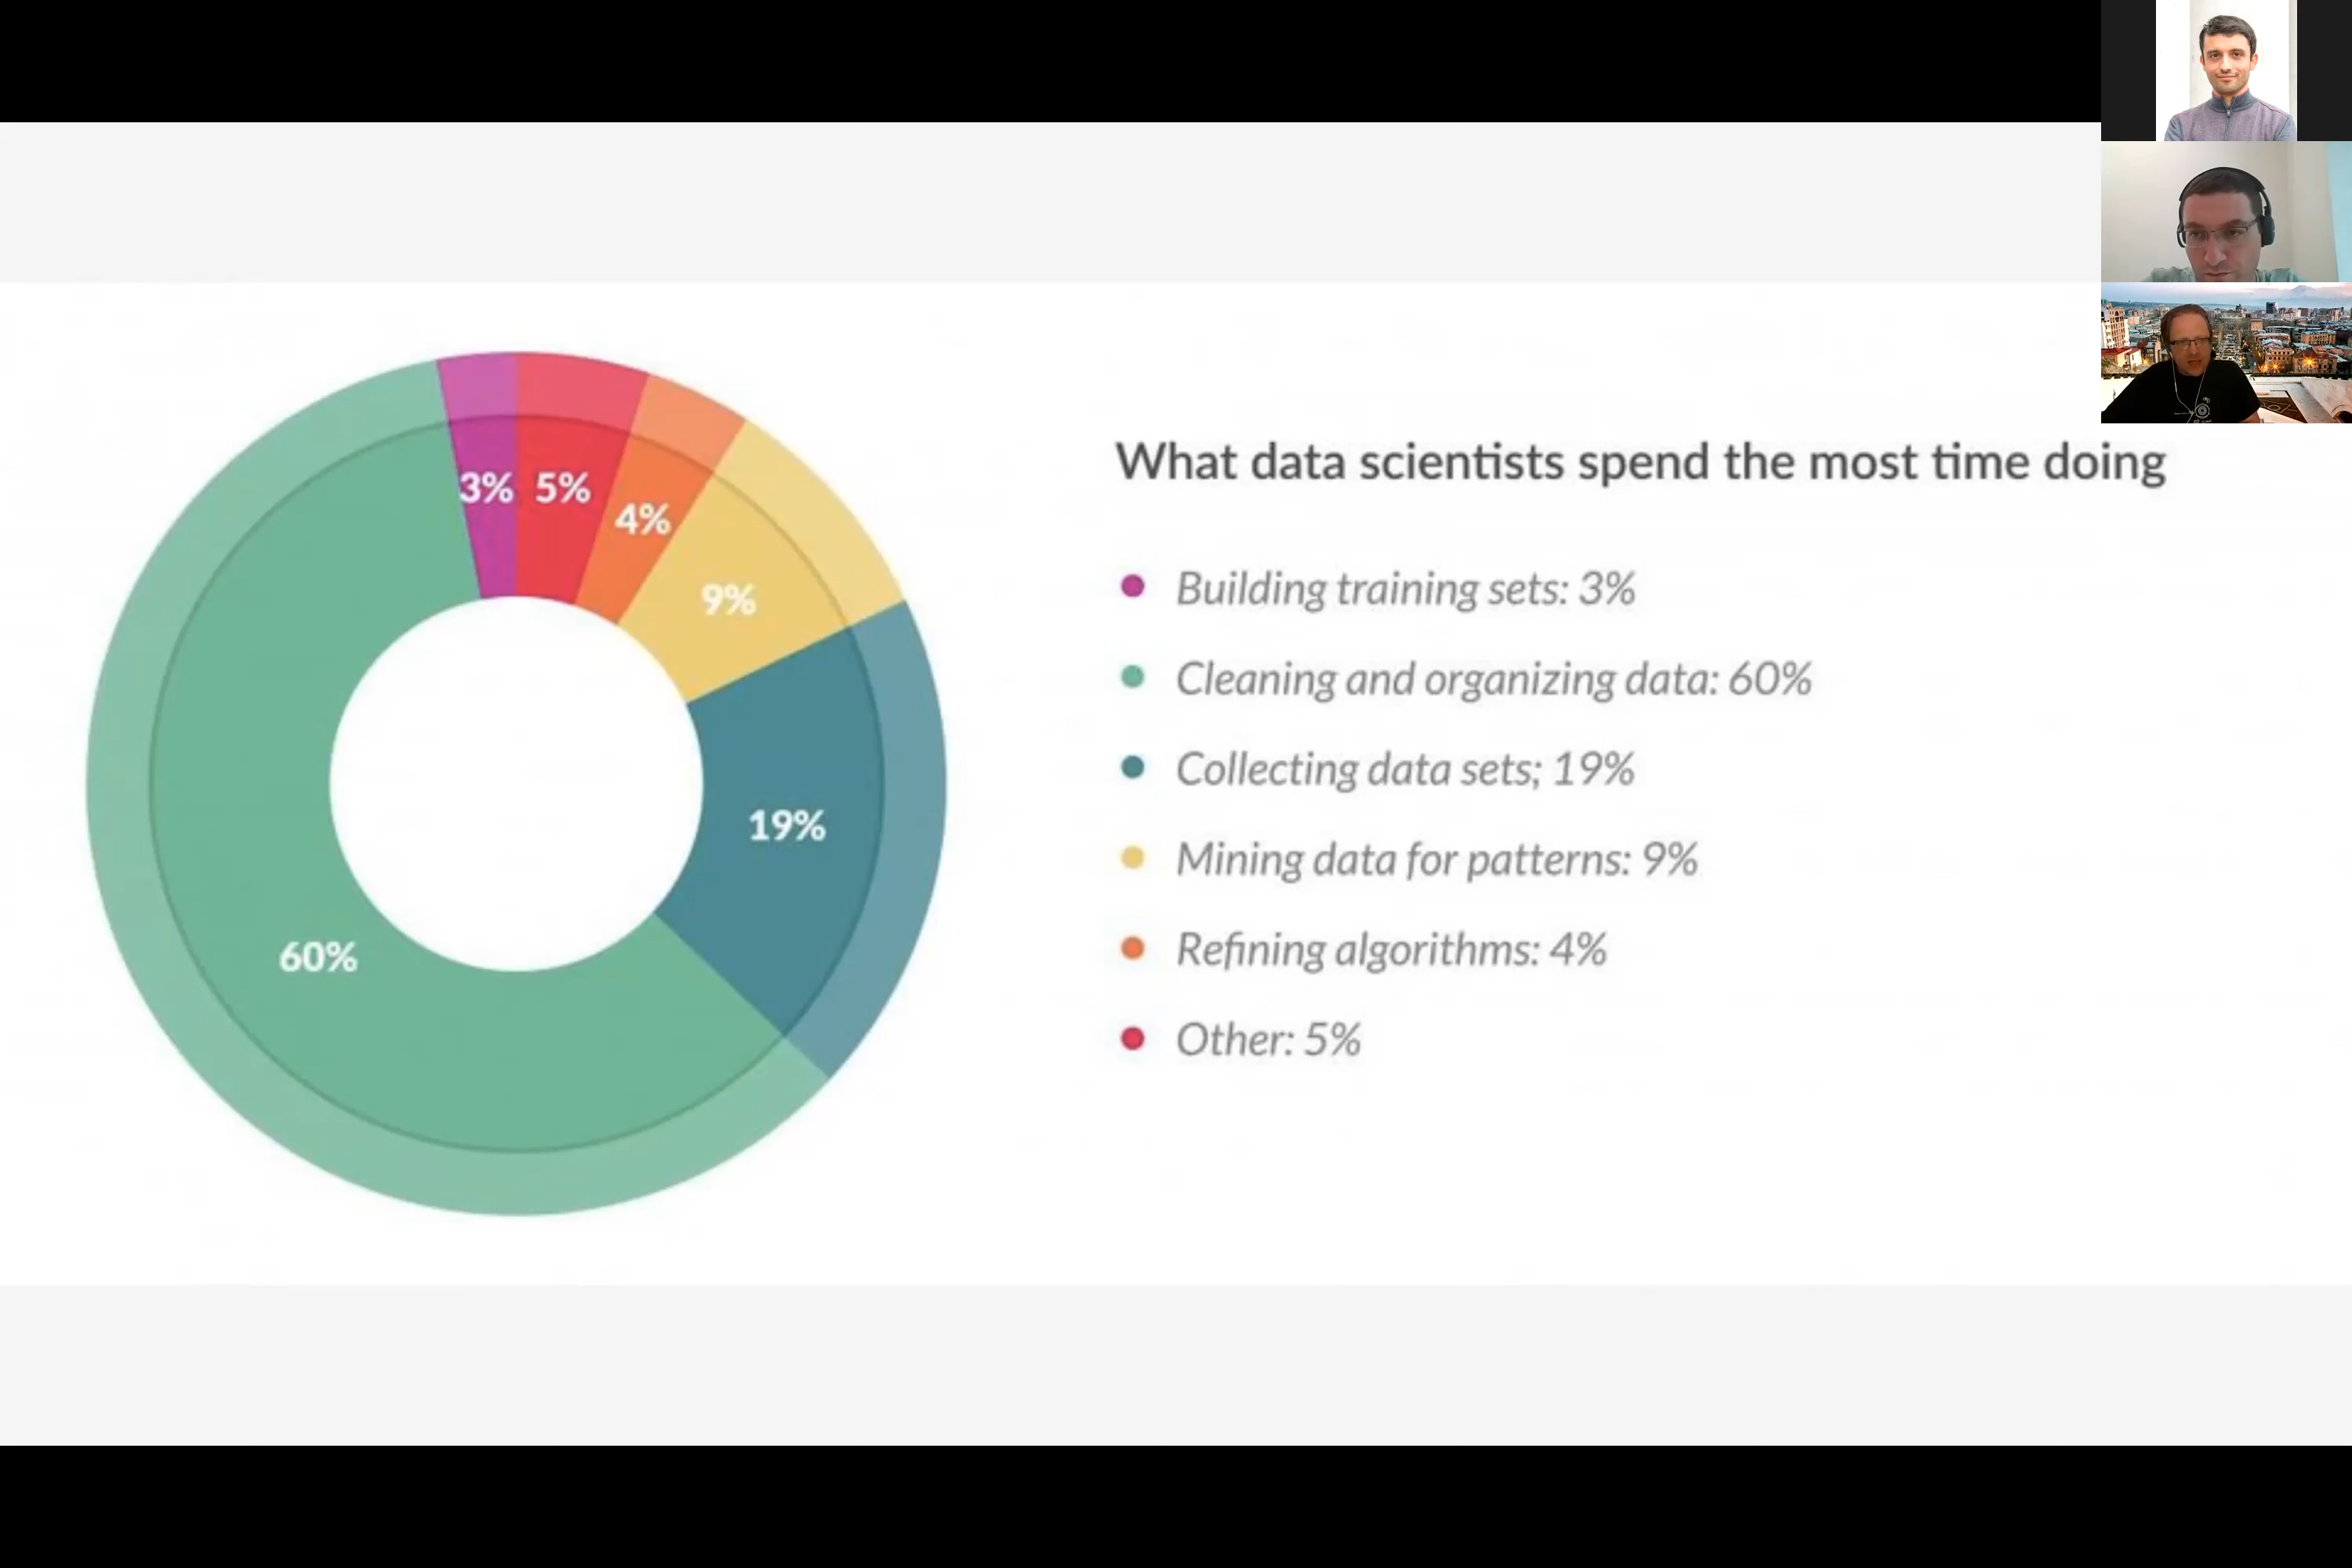 What data scientists spend the most time doing
3%
5%
4%
9%
19%
60%
Building training sets: 3%
Cleaning and organizing data: 60%
Collecting data sets; 19%
Mining data for patterns: 9%
Refining algorithms: 4%
Other: 5%